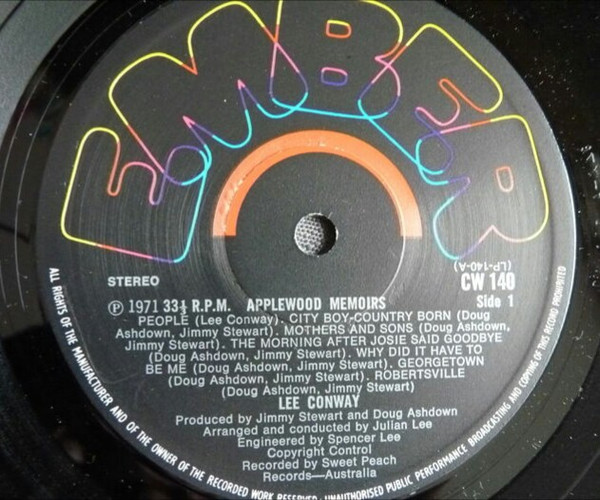 EMBER
STEREO
(LP-140-A)
CW 140
Side 1
Ⓟ 1971 33⅓ R.P.M. APPLEWOOD MEMOIRS
PEOPLE (Lee Conway). CITY BOY-COUNTRY BORN (Doug
Ashdown, Jimmy Stewart). MOTHERS AND SONS (Doug Ashdown,
Jimmy Stewart). THE MORNING AFTER JOSIE SAID GOODBYE
(Doug Ashdown, Jimmy Stewart). WHY DID IT HAVE TO
BE ME (Doug Ashdown, Jimmy Stewart). GEORGETOWN
(Doug Ashdown, Jimmy Stewart). ROBERTSVILLE
(Doug Ashdown, Jimmy Stewart)
LEE CONWAY
Produced by Jimmy Stewart and Doug Ashdown
Arranged and conducted by Julian Lee
Engineered by Spencer Lee
Copyright Control
Recorded by Sweet Peach
Records—Australia
ALL RIGHTS OF THE MANUFACTURER AND OF THE OWNER OF THE RECORDED WORK RESERVED · UNAUTHORISED PUBLIC PERFORMANCE BROADCASTING AND COPYING OF THIS RECORD PROHIBITED